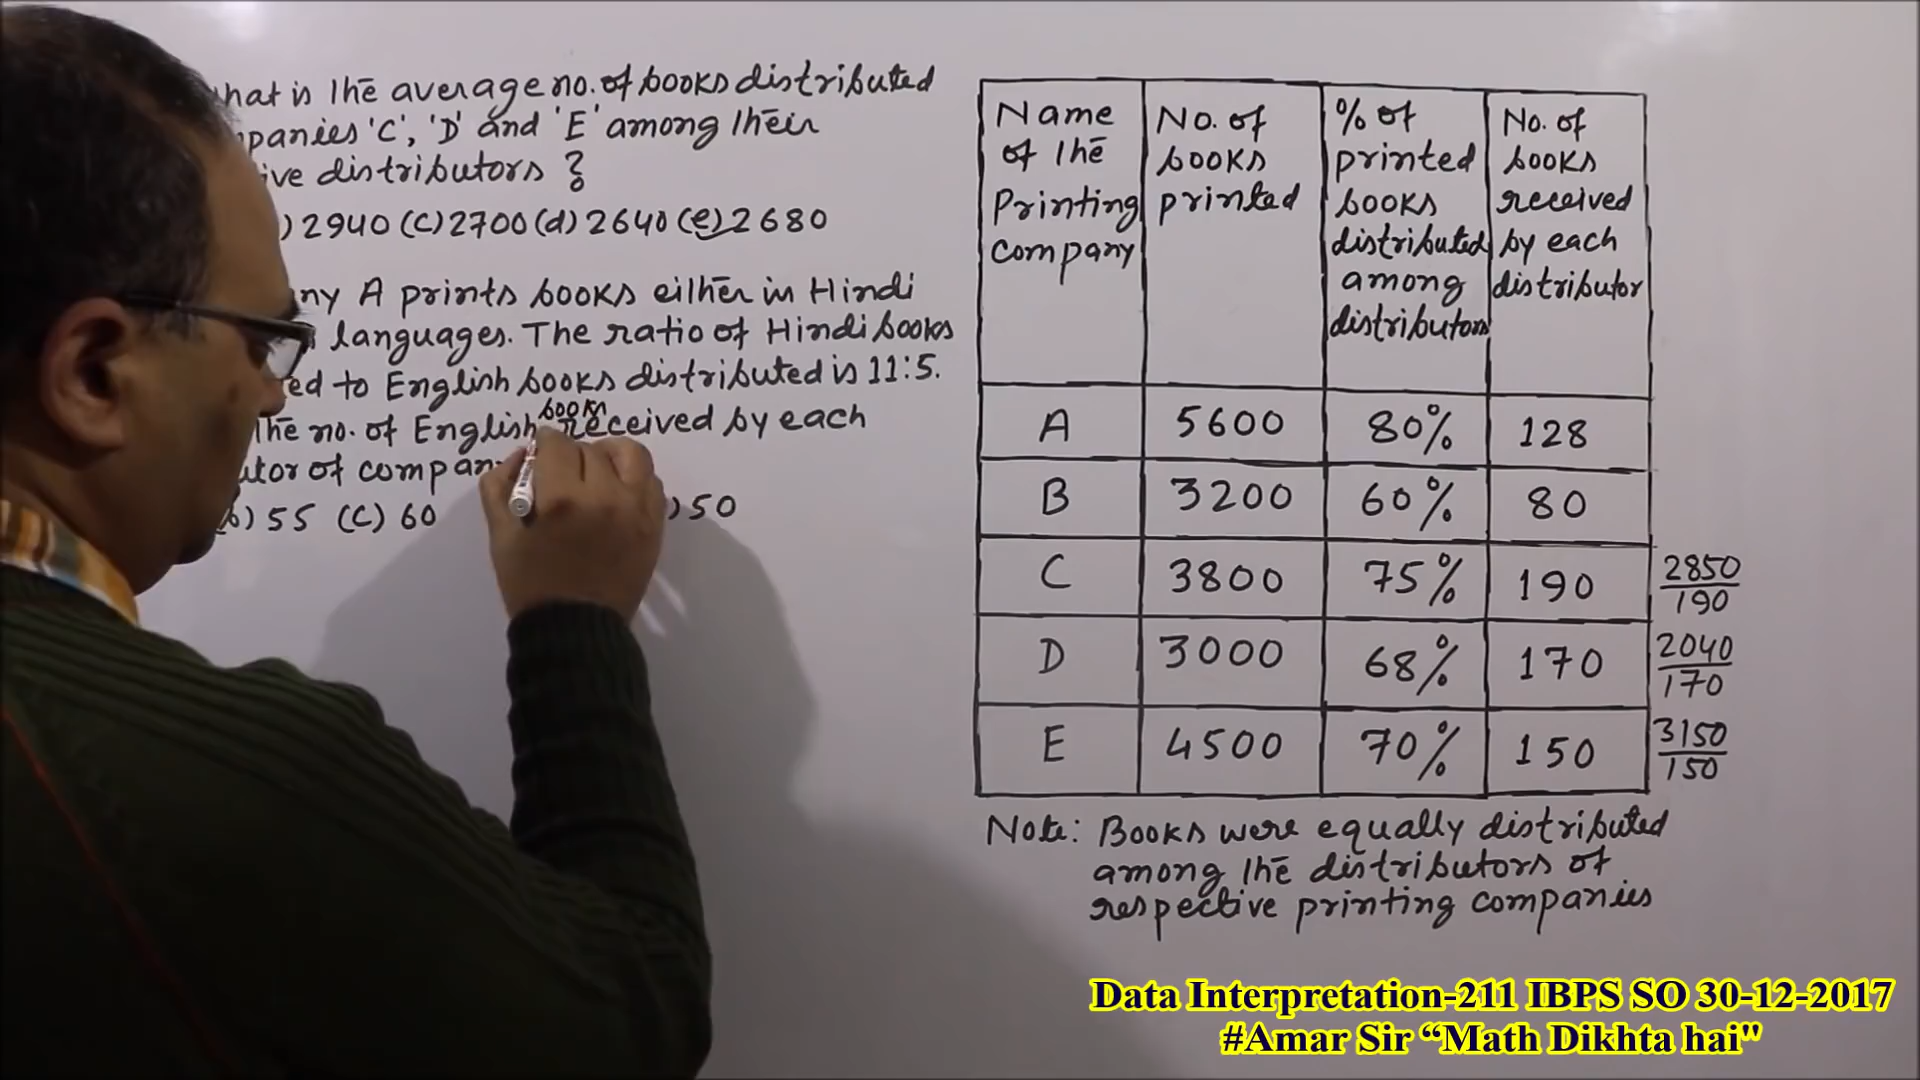 hat is the average no. of books distributed
panies 'C', 'D' and 'E' among their
ive distributors ?
) 2940 (c) 2700 (d) 2640 (e) 2680
ny A prints books either in Hindi
languages. The ratio of Hindi books
ed to English books distributed is 11:5.
books
The no. of English received by each
utor of compan
(b) 55 (c) 60 ) 50
Name of the Printing company
No. of books printed
% of printed books distributed among distributors
No. of books received by each distributor
A 5600 80% 128
B 3200 60% 80
C 3800 75% 190 2850/190
D 3000 68% 170 2040/170
E 4500 70% 150 3150/150
Note: Books were equally distributed
among the distributors of
respective printing companies
Data Interpretation-211 IBPS SO 30-12-2017
#Amar Sir “Math Dikhta hai"